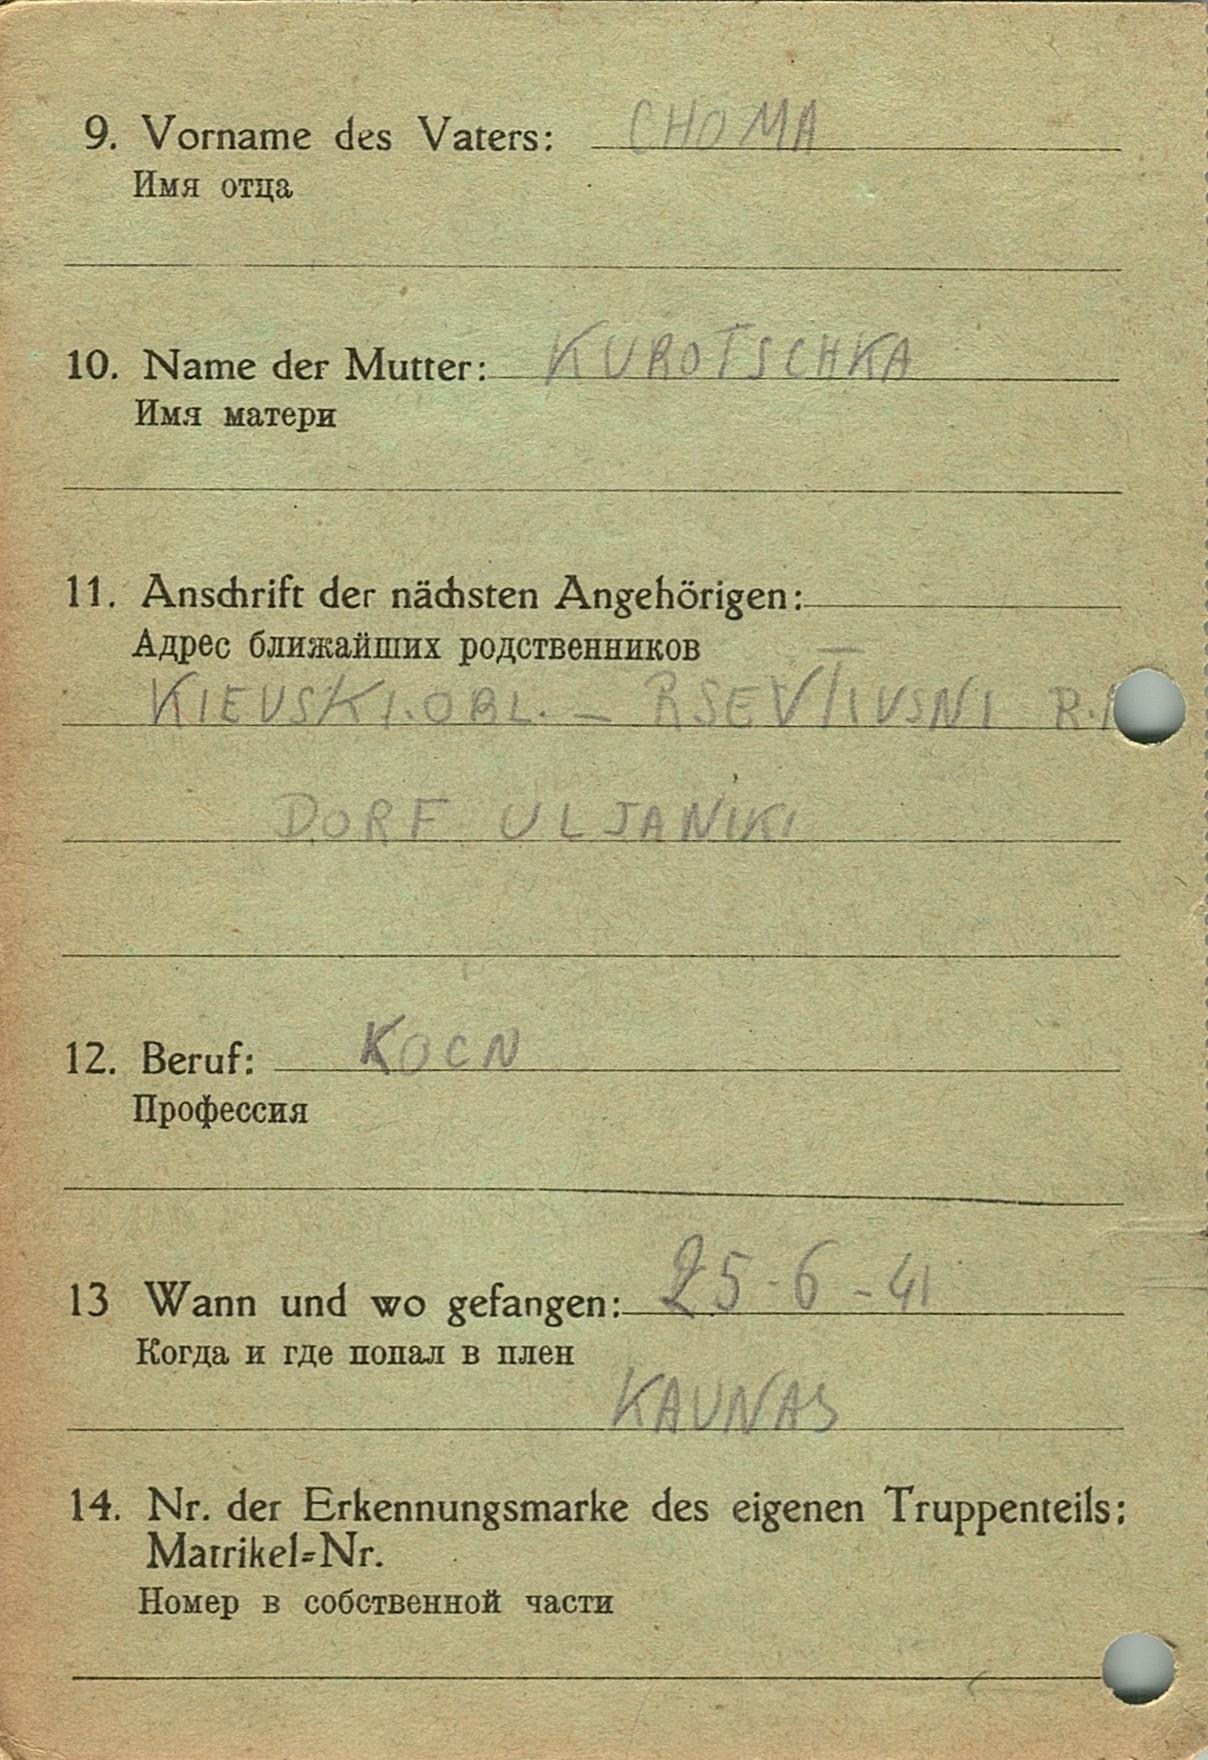 9. Vorname des Vaters: CHOMA
Имя отца
10. Name der Mutter: KUROTSCHKA
Имя матери
11. Anschrift der nächsten Angehörigen:
Адрес ближайших родственников
KIEVSKI.OBL. – R.
DORF ULJANIKI
12. Beruf: KOCN
Профессия
13 Wann und wo gefangen: 25-6-41
Когда и где попал в плен
KAUNAS
14. Nr. der Erkennungsmarke des eigenen Truppenteils:
Matrikel=Nr.
Номер в собственной части